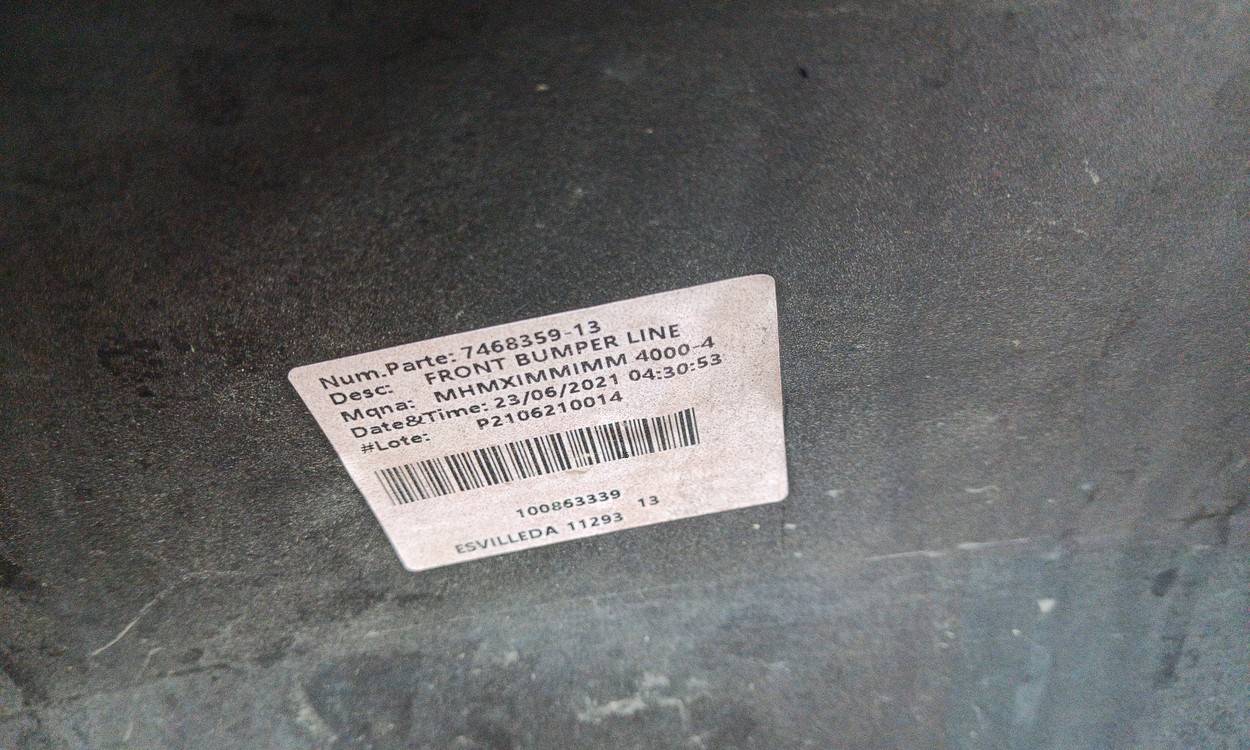 Num.Parte: 7468359-13
Desc: FRONT BUMPER LINE
Mqna: MHMXIMMIMM 4000-4
Date&Time: 23/06/2021 04:30:53
#Lote: P2106210014
100863339
ESVILLEDA 11293 13